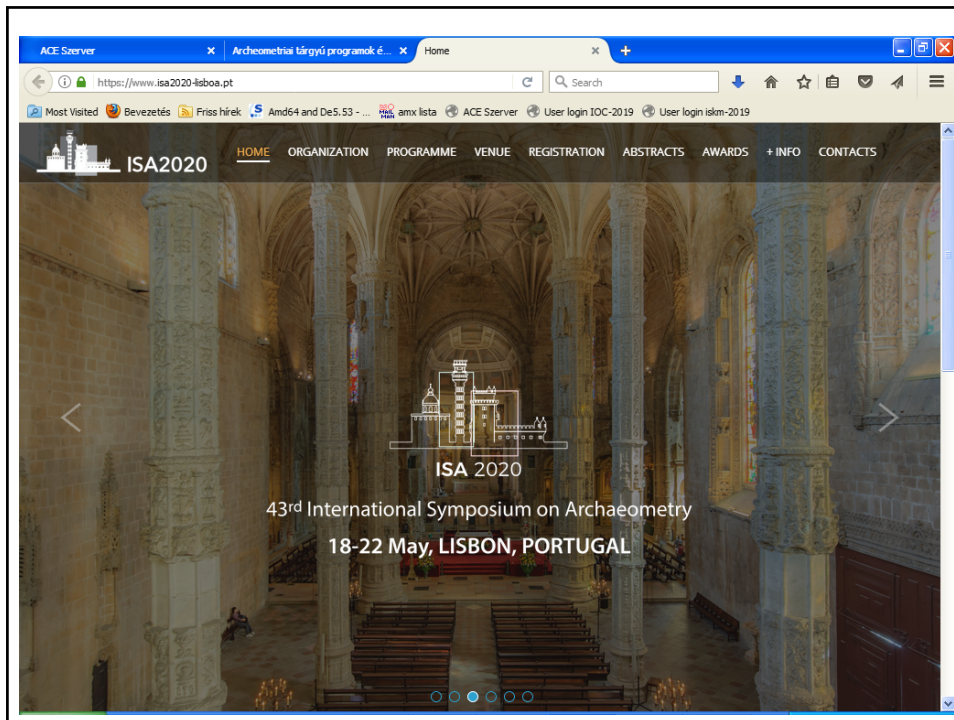 ACE Szerver
Archeometriai tárgyú programok é...
Home
https://www.isa2020-lisboa.pt
Search
Most Visited Bevezetés Friss hírek Amd64 and De5.53 - ... amx lista ACE Szerver User login IOC-2019 User login iskm-2019
ISA2020
HOME ORGANIZATION PROGRAMME VENUE REGISTRATION ABSTRACTS AWARDS + INFO CONTACTS
ISA 2020
43rd International Symposium on Archaeometry
18-22 May, LISBON, PORTUGAL